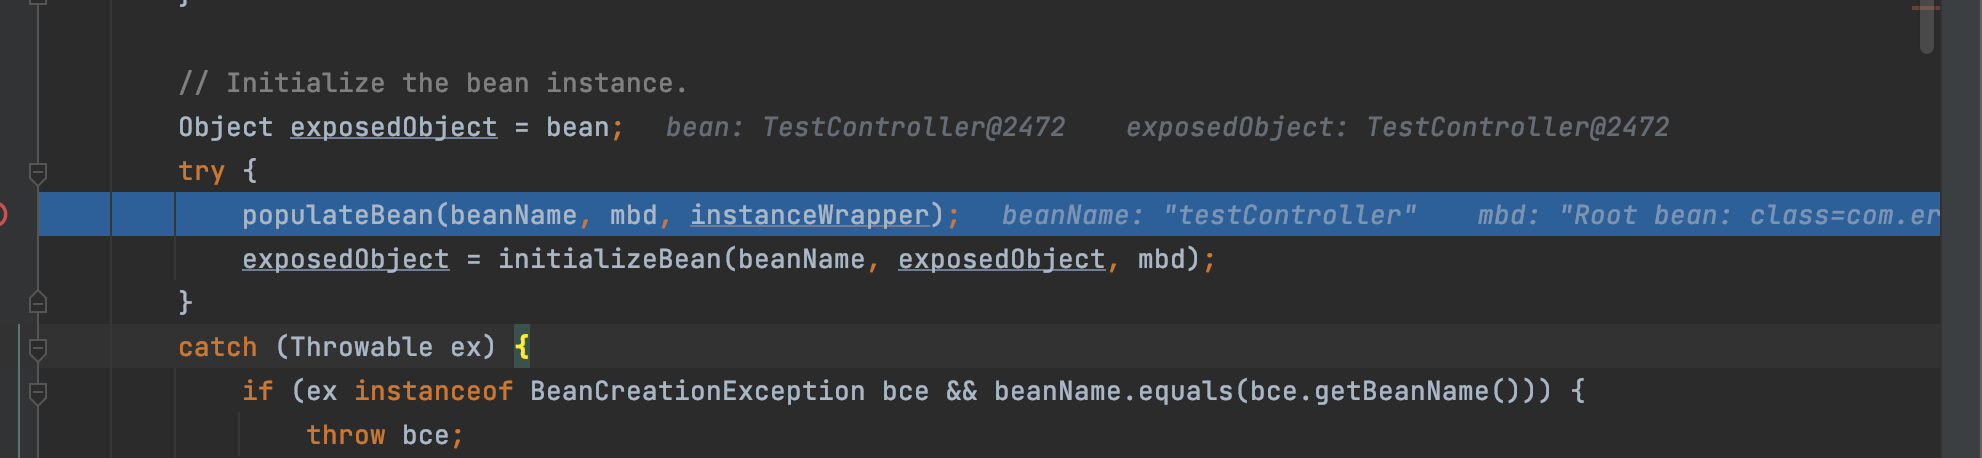 }
// Initialize the bean instance.
Object exposedObject = bean; bean: TestController@2472 exposedObject: TestController@2472
try {
populateBean(beanName, mbd, instanceWrapper); beanName: "testController" mbd: "Root bean: class=com.er
exposedObject = initializeBean(beanName, exposedObject, mbd);
}
catch (Throwable ex) {
if (ex instanceof BeanCreationException bce && beanName.equals(bce.getBeanName())) {
throw bce;